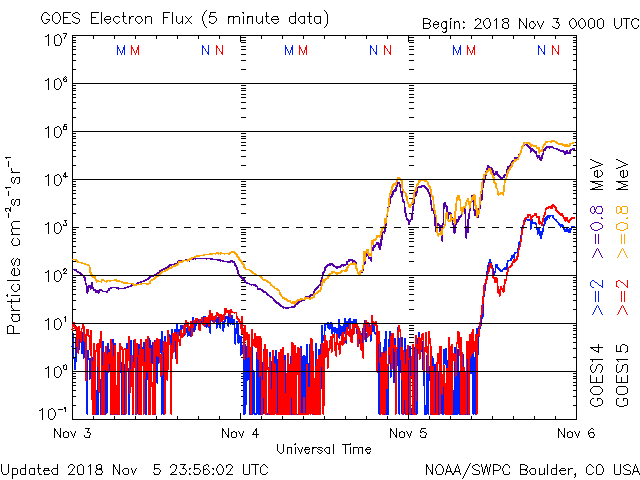 GOES Electron Flux (5 minute data)
Begin: 2018 Nov 3 0000 UTC
M M N N M M N N M M N N
10⁷
10⁶
10⁵
10⁴
10³
10²
10¹
10⁰
10⁻¹
Particles cm⁻²s⁻¹sr⁻¹
Nov 3 Nov 4 Nov 5 Nov 6
Universal Time
GOES14 >=2 >=0.8 MeV
GOES15 >=2 >=0.8 MeV
Updated 2018 Nov 5 23:56:02 UTC
NOAA/SWPC Boulder, CO USA